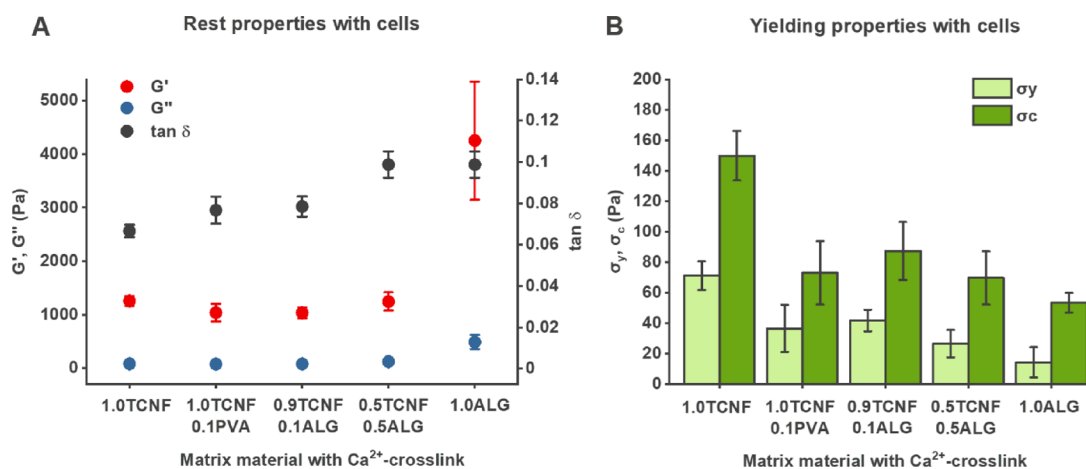 A
Rest properties with cells
G'
G"
tan δ
5000
4000
3000
2000
1000
0
G', G" (Pa)
0.14
0.12
0.1
0.08
0.06
0.04
0.02
0
tan δ
1.0TCNF
1.0TCNF
0.1PVA
0.9TCNF
0.1ALG
0.5TCNF
0.5ALG
1.0ALG
Matrix material with Ca²⁺-crosslink
B
Yielding properties with cells
σy
σc
200
180
160
140
120
100
80
60
40
20
0
σy, σc (Pa)
1.0TCNF
1.0TCNF
0.1PVA
0.9TCNF
0.1ALG
0.5TCNF
0.5ALG
1.0ALG
Matrix material with Ca²⁺-crosslink